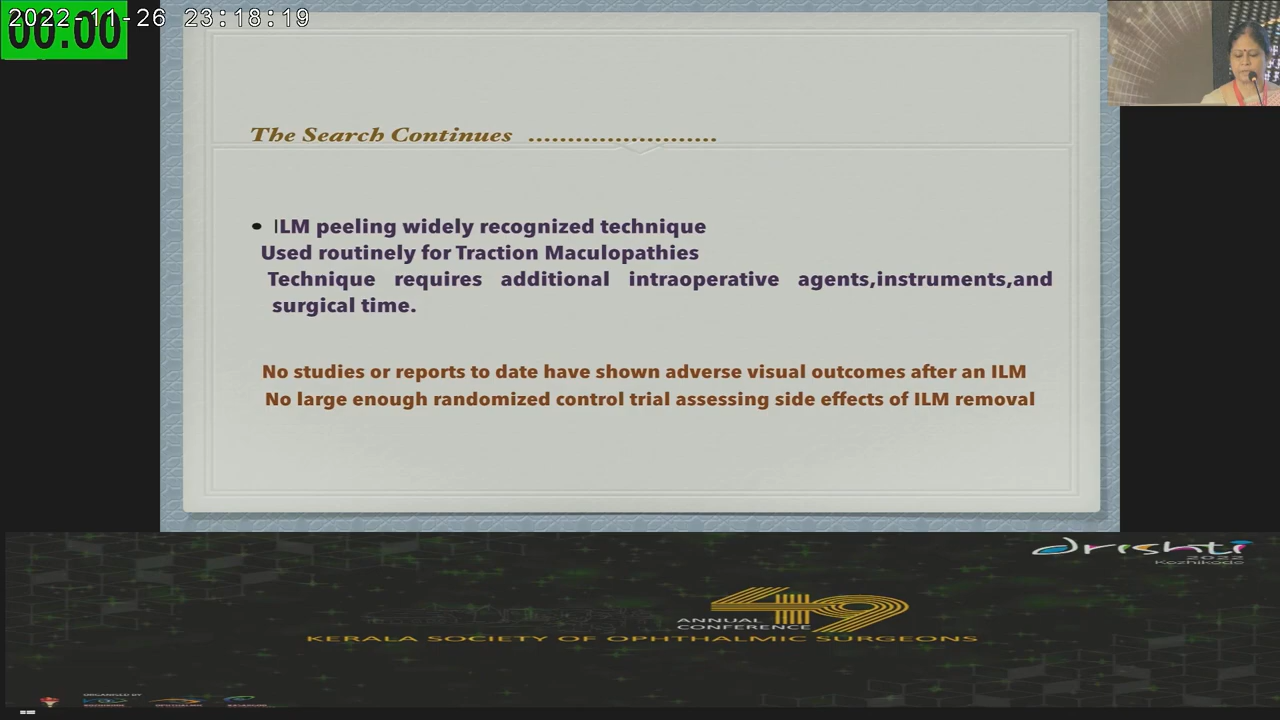 2022-11-26 23:18:19
00:00
The Search Continues ........................
• ILM peeling widely recognized technique
Used routinely for Traction Maculopathies
Technique requires additional intraoperative agents,instruments,and
surgical time.
No studies or reports to date have shown adverse visual outcomes after an ILM
No large enough randomized control trial assessing side effects of ILM removal
drishti
2022
Kozhikode
49
ANNUAL
CONFERENCE
KERALA SOCIETY OF OPHTHALMIC SURGEONS
ORGANISED BY